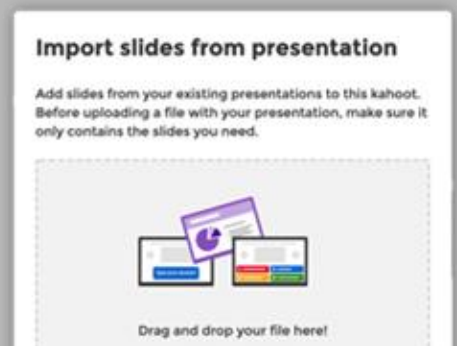 Import slides from presentation
Add slides from your existing presentations to this kahoot.
Before uploading a file with your presentation, make sure it
only contains the slides you need.
Drag and drop your file here!